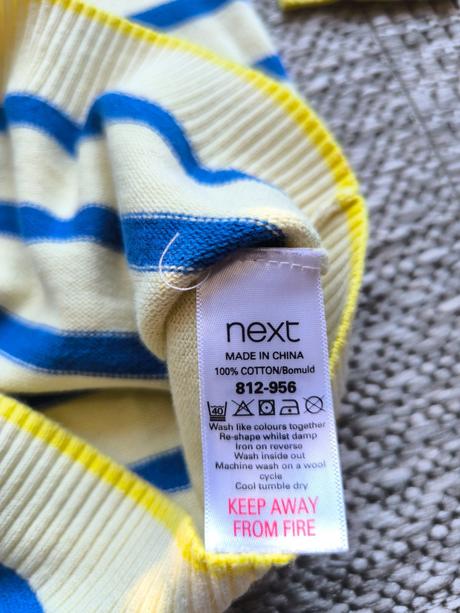 next
MADE IN CHINA
100% COTTON/Bomuld
812-956
40
Wash like colours together
Re-shape whilst damp
Iron on reverse
Wash inside out
Machine wash on a wool
cycle
Cool tumble dry
KEEP AWAY
FROM FIRE